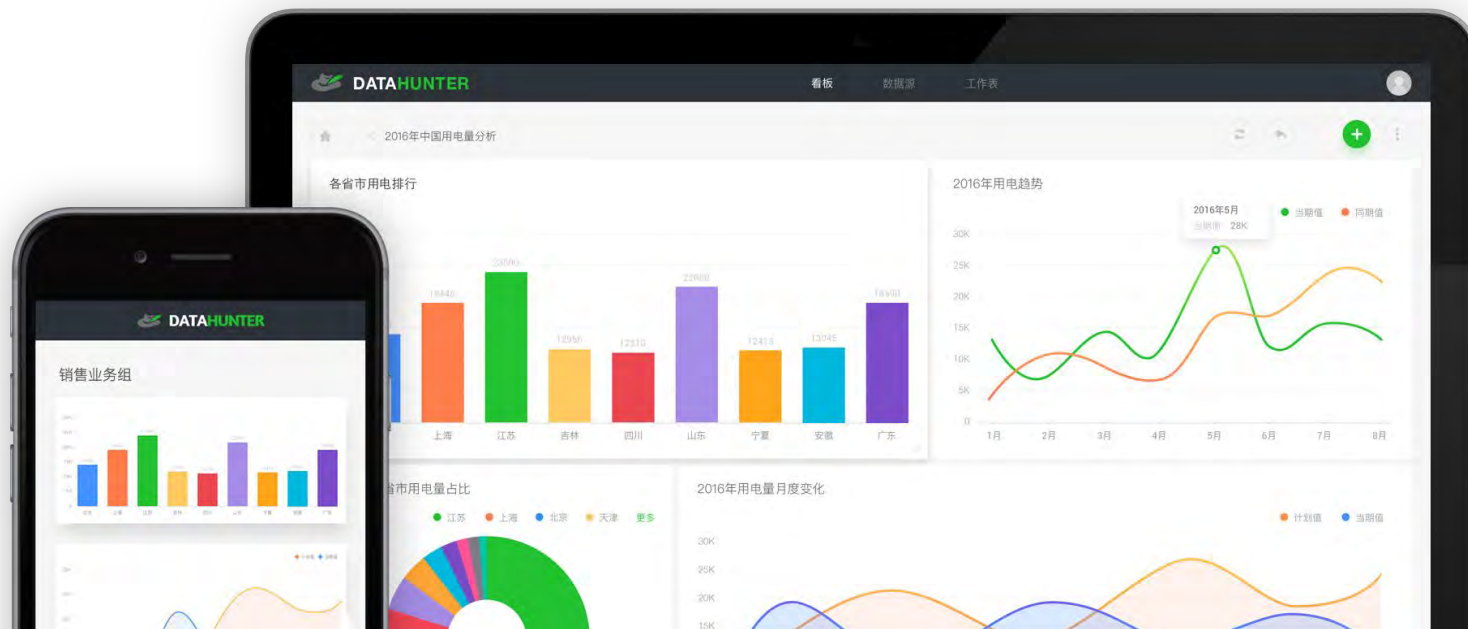 DATAHUNTER
看板
数据源
工作表
2016年中国用电量分析
各省市用电排行
12960
12510
12410
13045
上海
江苏
吉林
四川
山东
宁夏
安徽
广东
2016年用电趋势
2016年5月
当期值 28K
当期值
同期值
30K
25K
20K
15K
10K
5K
0
1月
2月
3月
4月
5月
6月
7月
8月
省市用电量占比
江苏
上海
北京
天津
更多
2016年用电量月度变化
计划值
当期值
30K
25K
20K
15K
DATAHUNTER
销售业务组